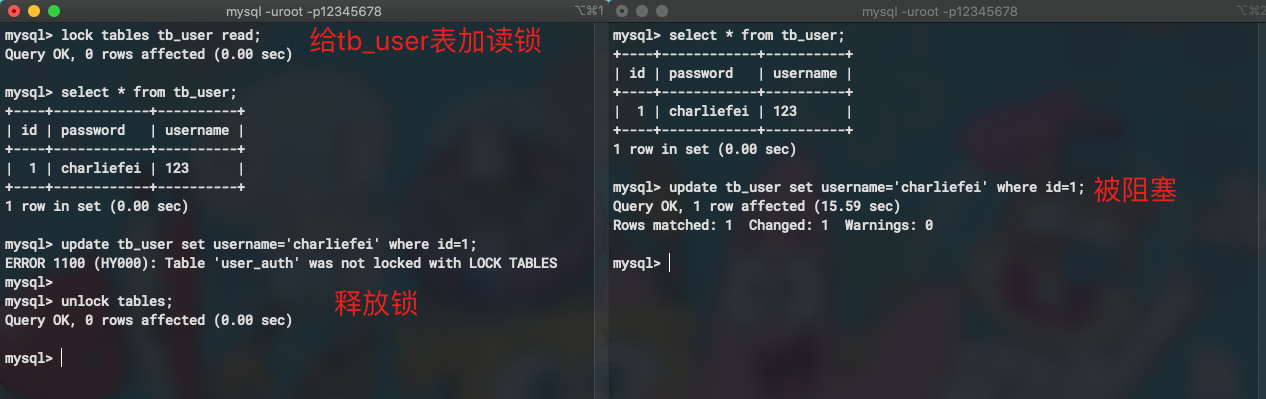 mysql -uroot -p12345678
⌥⌘1
mysql> lock tables tb_user read;
给tb_user表加读锁
Query OK, 0 rows affected (0.00 sec)
mysql> select * from tb_user;
+----+------------+----------+
| id | password   | username |
+----+------------+----------+
|  1 | charliefei | 123      |
+----+------------+----------+
1 row in set (0.00 sec)
mysql> update tb_user set username='charliefei' where id=1;
ERROR 1100 (HY000): Table 'user_auth' was not locked with LOCK TABLES
mysql>
mysql> unlock tables;
释放锁
Query OK, 0 rows affected (0.00 sec)
mysql>
mysql -uroot -p12345678
⌥⌘2
mysql> select * from tb_user;
+----+------------+----------+
| id | password   | username |
+----+------------+----------+
|  1 | charliefei | 123      |
+----+------------+----------+
1 row in set (0.00 sec)
mysql> update tb_user set username='charliefei' where id=1;
被阻塞
Query OK, 1 row affected (15.59 sec)
Rows matched: 1  Changed: 1  Warnings: 0
mysql>